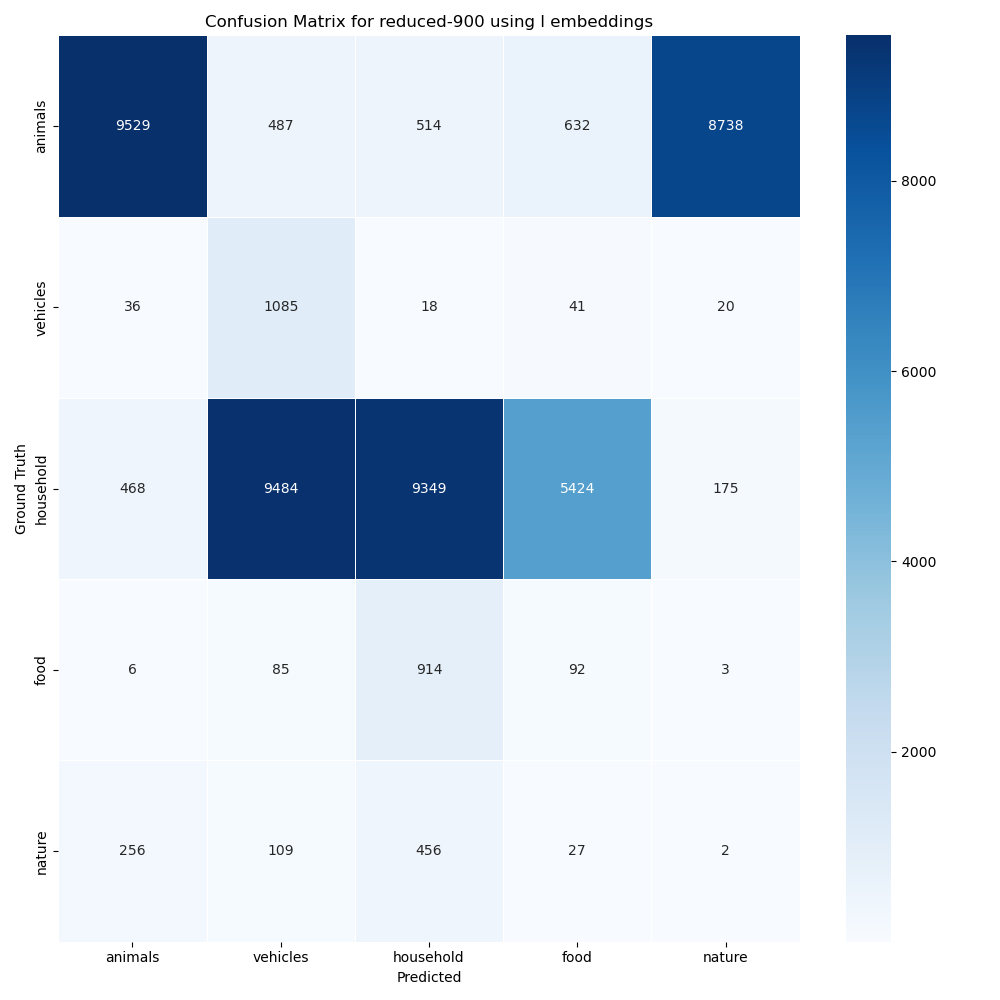 Confusion Matrix for reduced-900 using I embeddings
animals 9529 487 514 632 8738
vehicles 36 1085 18 41 20
household 468 9484 9349 5424 175
food 6 85 914 92 3
nature 256 109 456 27 2
Ground Truth
animals vehicles household food nature
Predicted
8000
6000
4000
2000